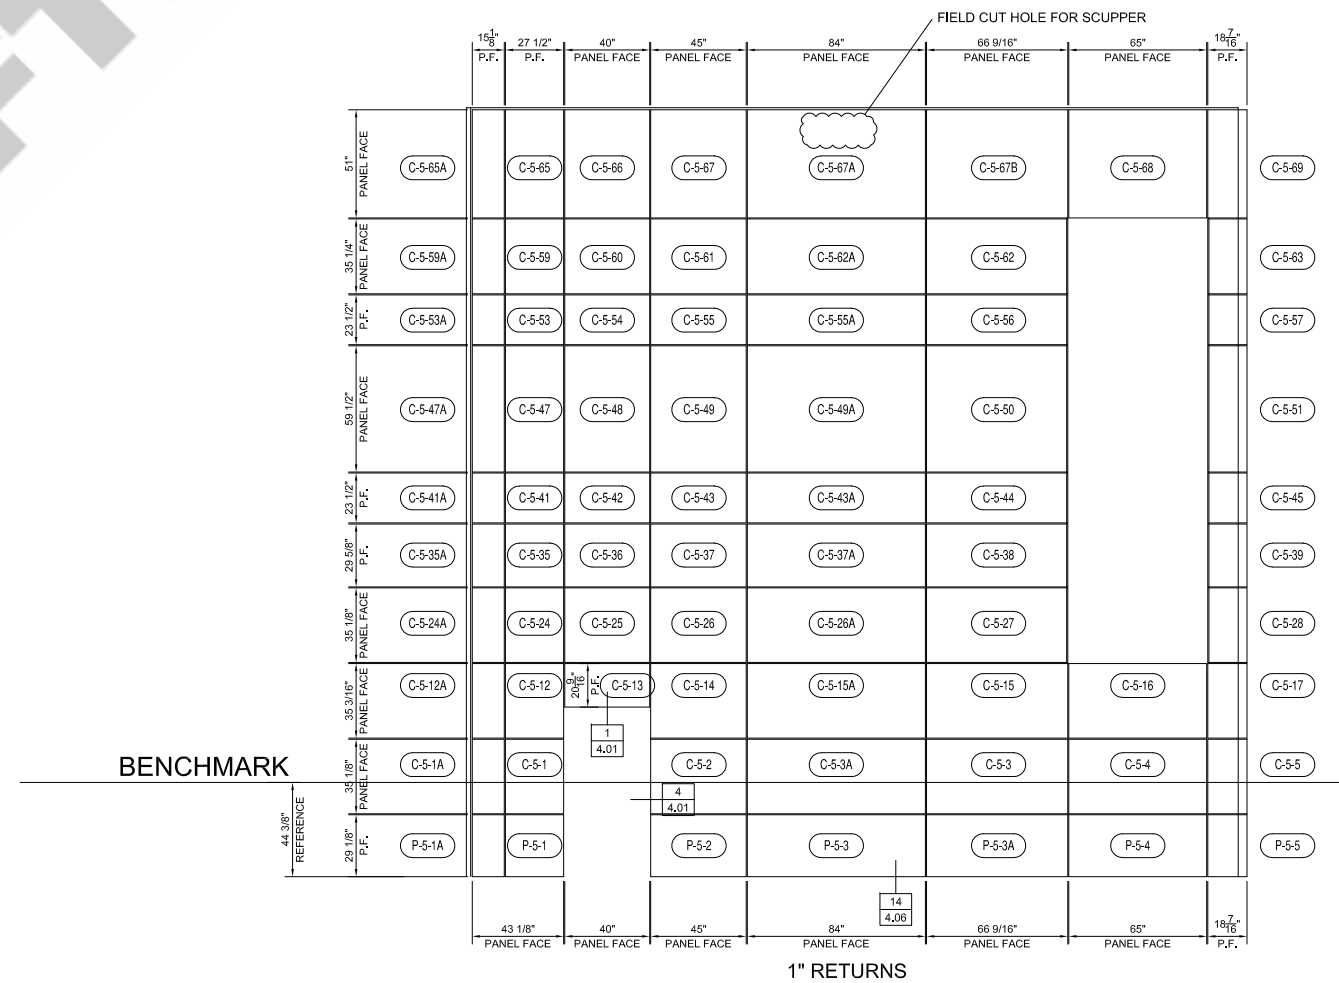 FIELD CUT HOLE FOR SCUPPER
15 1/8" 27 1/2" 40" 45" 84" 66 9/16" 65" 18 7/16"
P.F. P.F. PANEL FACE PANEL FACE PANEL FACE PANEL FACE PANEL FACE P.F.
51"
PANEL FACE
C-5-65A C-5-65 C-5-66 C-5-67 C-5-67A C-5-67B C-5-68 C-5-69
35 1/4"
PANEL FACE
C-5-59A C-5-59 C-5-60 C-5-61 C-5-62A C-5-62 C-5-63
23 1/2"
P.F.
C-5-53A C-5-53 C-5-54 C-5-55 C-5-55A C-5-56 C-5-57
59 1/2"
PANEL FACE
C-5-47A C-5-47 C-5-48 C-5-49 C-5-49A C-5-50 C-5-51
23 1/2"
P.F.
C-5-41A C-5-41 C-5-42 C-5-43 C-5-43A C-5-44 C-5-45
29 5/8"
P.F.
C-5-35A C-5-35 C-5-36 C-5-37 C-5-37A C-5-38 C-5-39
35 1/8"
PANEL FACE
C-5-24A C-5-24 C-5-25 C-5-26 C-5-26A C-5-27 C-5-28
35 3/16"
PANEL FACE
C-5-12A C-5-12 20 9/16" P.F. C-5-13 C-5-14 C-5-15A C-5-15 C-5-16 C-5-17
1
4.01
35 1/8"
PANEL FACE
C-5-1A C-5-1 C-5-2 C-5-3A C-5-3 C-5-4 C-5-5
BENCHMARK
4
4.01
44 3/8"
REFERENCE
29 1/8"
P.F.
P-5-1A P-5-1 P-5-2 P-5-3 P-5-3A P-5-4 P-5-5
14
4.06
43 1/8" 40" 45" 84" 66 9/16" 65" 18 7/16"
PANEL FACE PANEL FACE PANEL FACE PANEL FACE PANEL FACE PANEL FACE P.F.
1" RETURNS